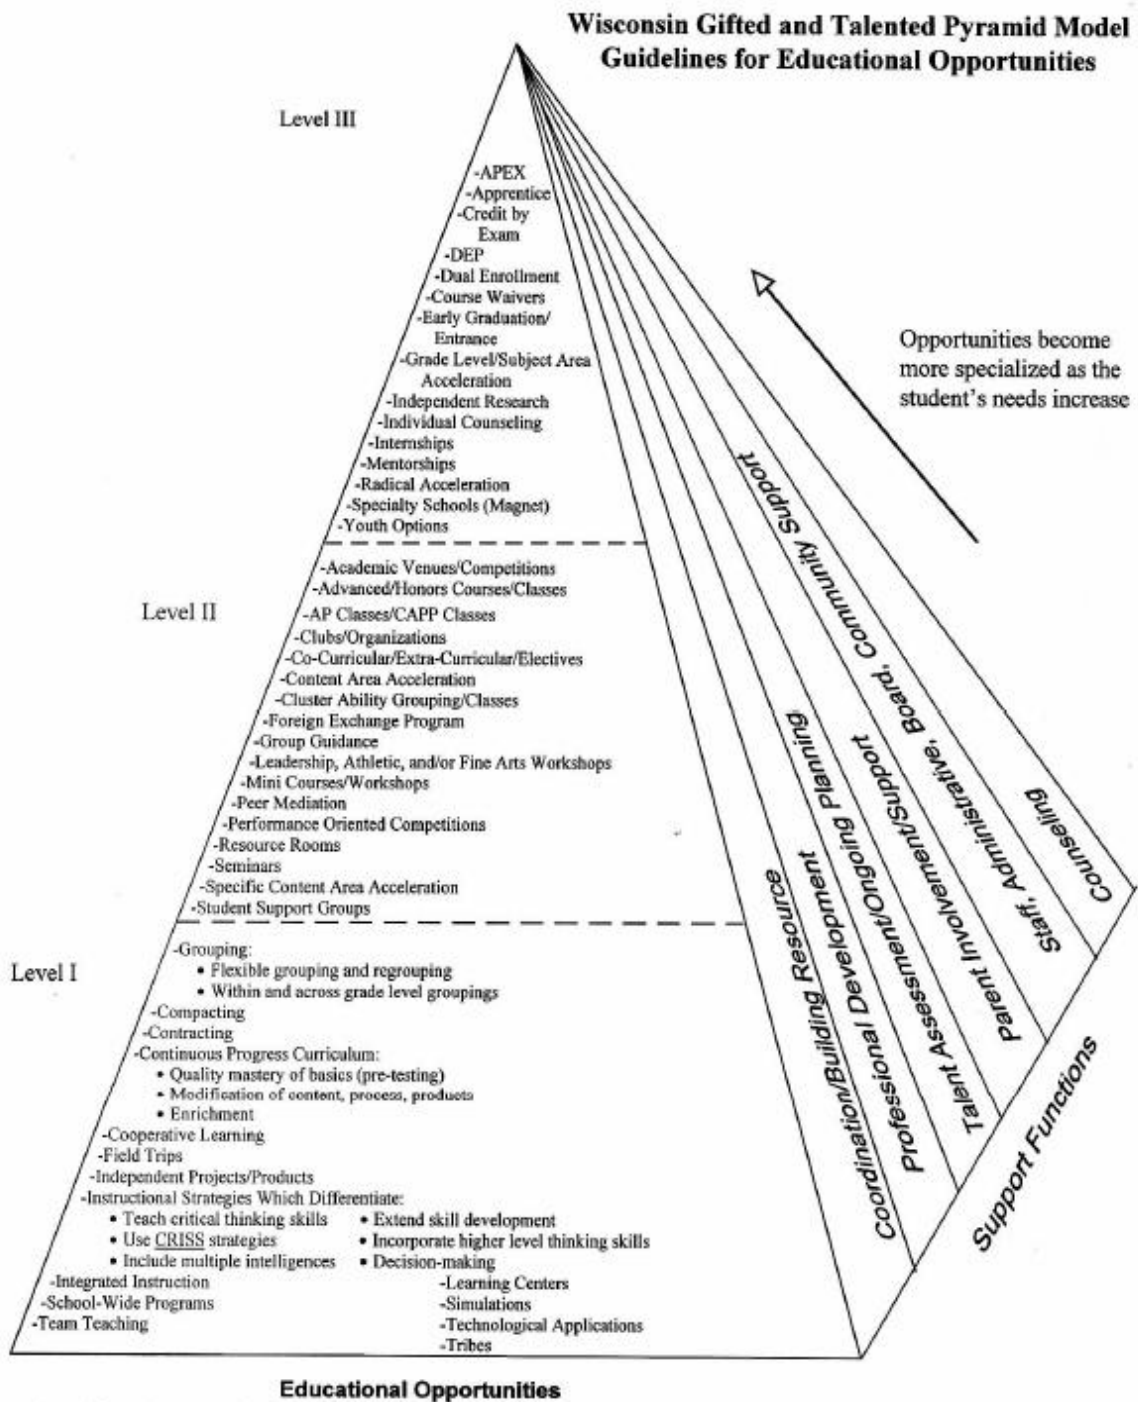 Wisconsin Gifted and Talented Pyramid Model
Guidelines for Educational Opportunities
Level III
-APEX
-Apprentice
-Credit by
Exam
-DEP
-Dual Enrollment
-Course Waivers
-Early Graduation/
Entrance
-Grade Level/Subject Area
Acceleration
-Independent Research
-Individual Counseling
-Internships
-Mentorships
-Radical Acceleration
-Specialty Schools (Magnet)
-Youth Options
Opportunities become
more specialized as the
student's needs increase
Level II
-Academic Venues/Competitions
-Advanced/Honors Courses/Classes
-AP Classes/CAPP Classes
-Clubs/Organizations
-Co-Curricular/Extra-Curricular/Electives
-Content Area Acceleration
-Cluster Ability Grouping/Classes
-Foreign Exchange Program
-Group Guidance
-Leadership, Athletic, and/or Fine Arts Workshops
-Mini Courses/Workshops
-Peer Mediation
-Performance Oriented Competitions
-Resource Rooms
-Seminars
-Specific Content Area Acceleration
-Student Support Groups
Level I
-Grouping:
• Flexible grouping and regrouping
• Within and across grade level groupings
-Compacting
-Contracting
-Continuous Progress Curriculum:
• Quality mastery of basics (pre-testing)
• Modification of content, process, products
• Enrichment
-Cooperative Learning
-Field Trips
-Independent Projects/Products
-Instructional Strategies Which Differentiate:
• Teach critical thinking skills
• Use CRISS strategies
• Include multiple intelligences
• Extend skill development
• Incorporate higher level thinking skills
• Decision-making
-Integrated Instruction
-School-Wide Programs
-Team Teaching
-Learning Centers
-Simulations
-Technological Applications
-Tribes
Educational Opportunities
Coordination/Building Resource
Professional Development
Talent Assessment/Ongoing Planning
Parent Involvement/Support
Staff, Administrative, Board, Community Support
Counseling
Support Functions